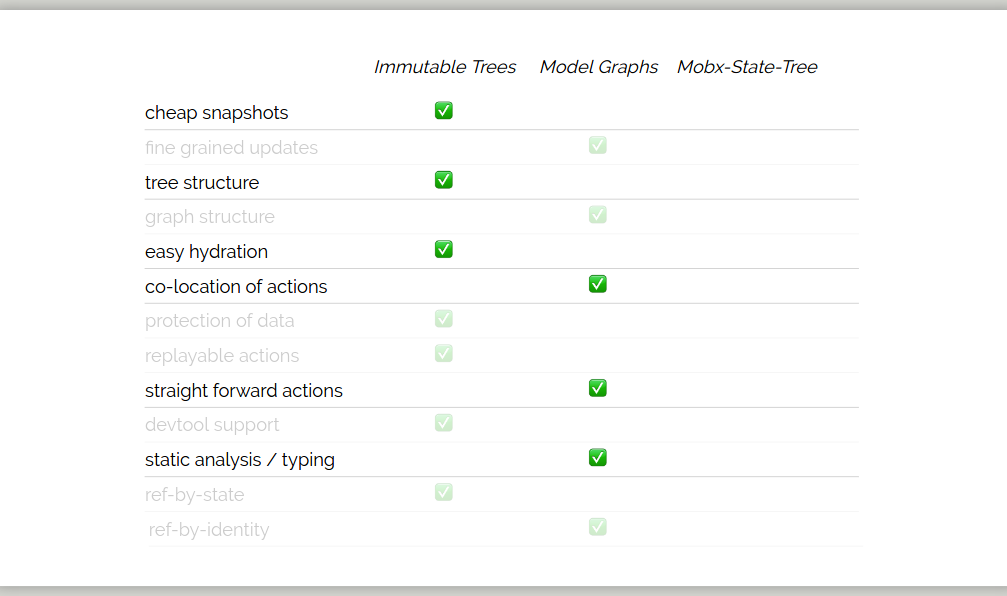 Immutable Trees Model Graphs Mobx-State-Tree
cheap snapshots ✅
fine grained updates ✅
tree structure ✅
graph structure ✅
easy hydration ✅
co-location of actions ✅
protection of data ✅
replayable actions ✅
straight forward actions ✅
devtool support ✅
static analysis / typing ✅
ref-by-state ✅
ref-by-identity ✅